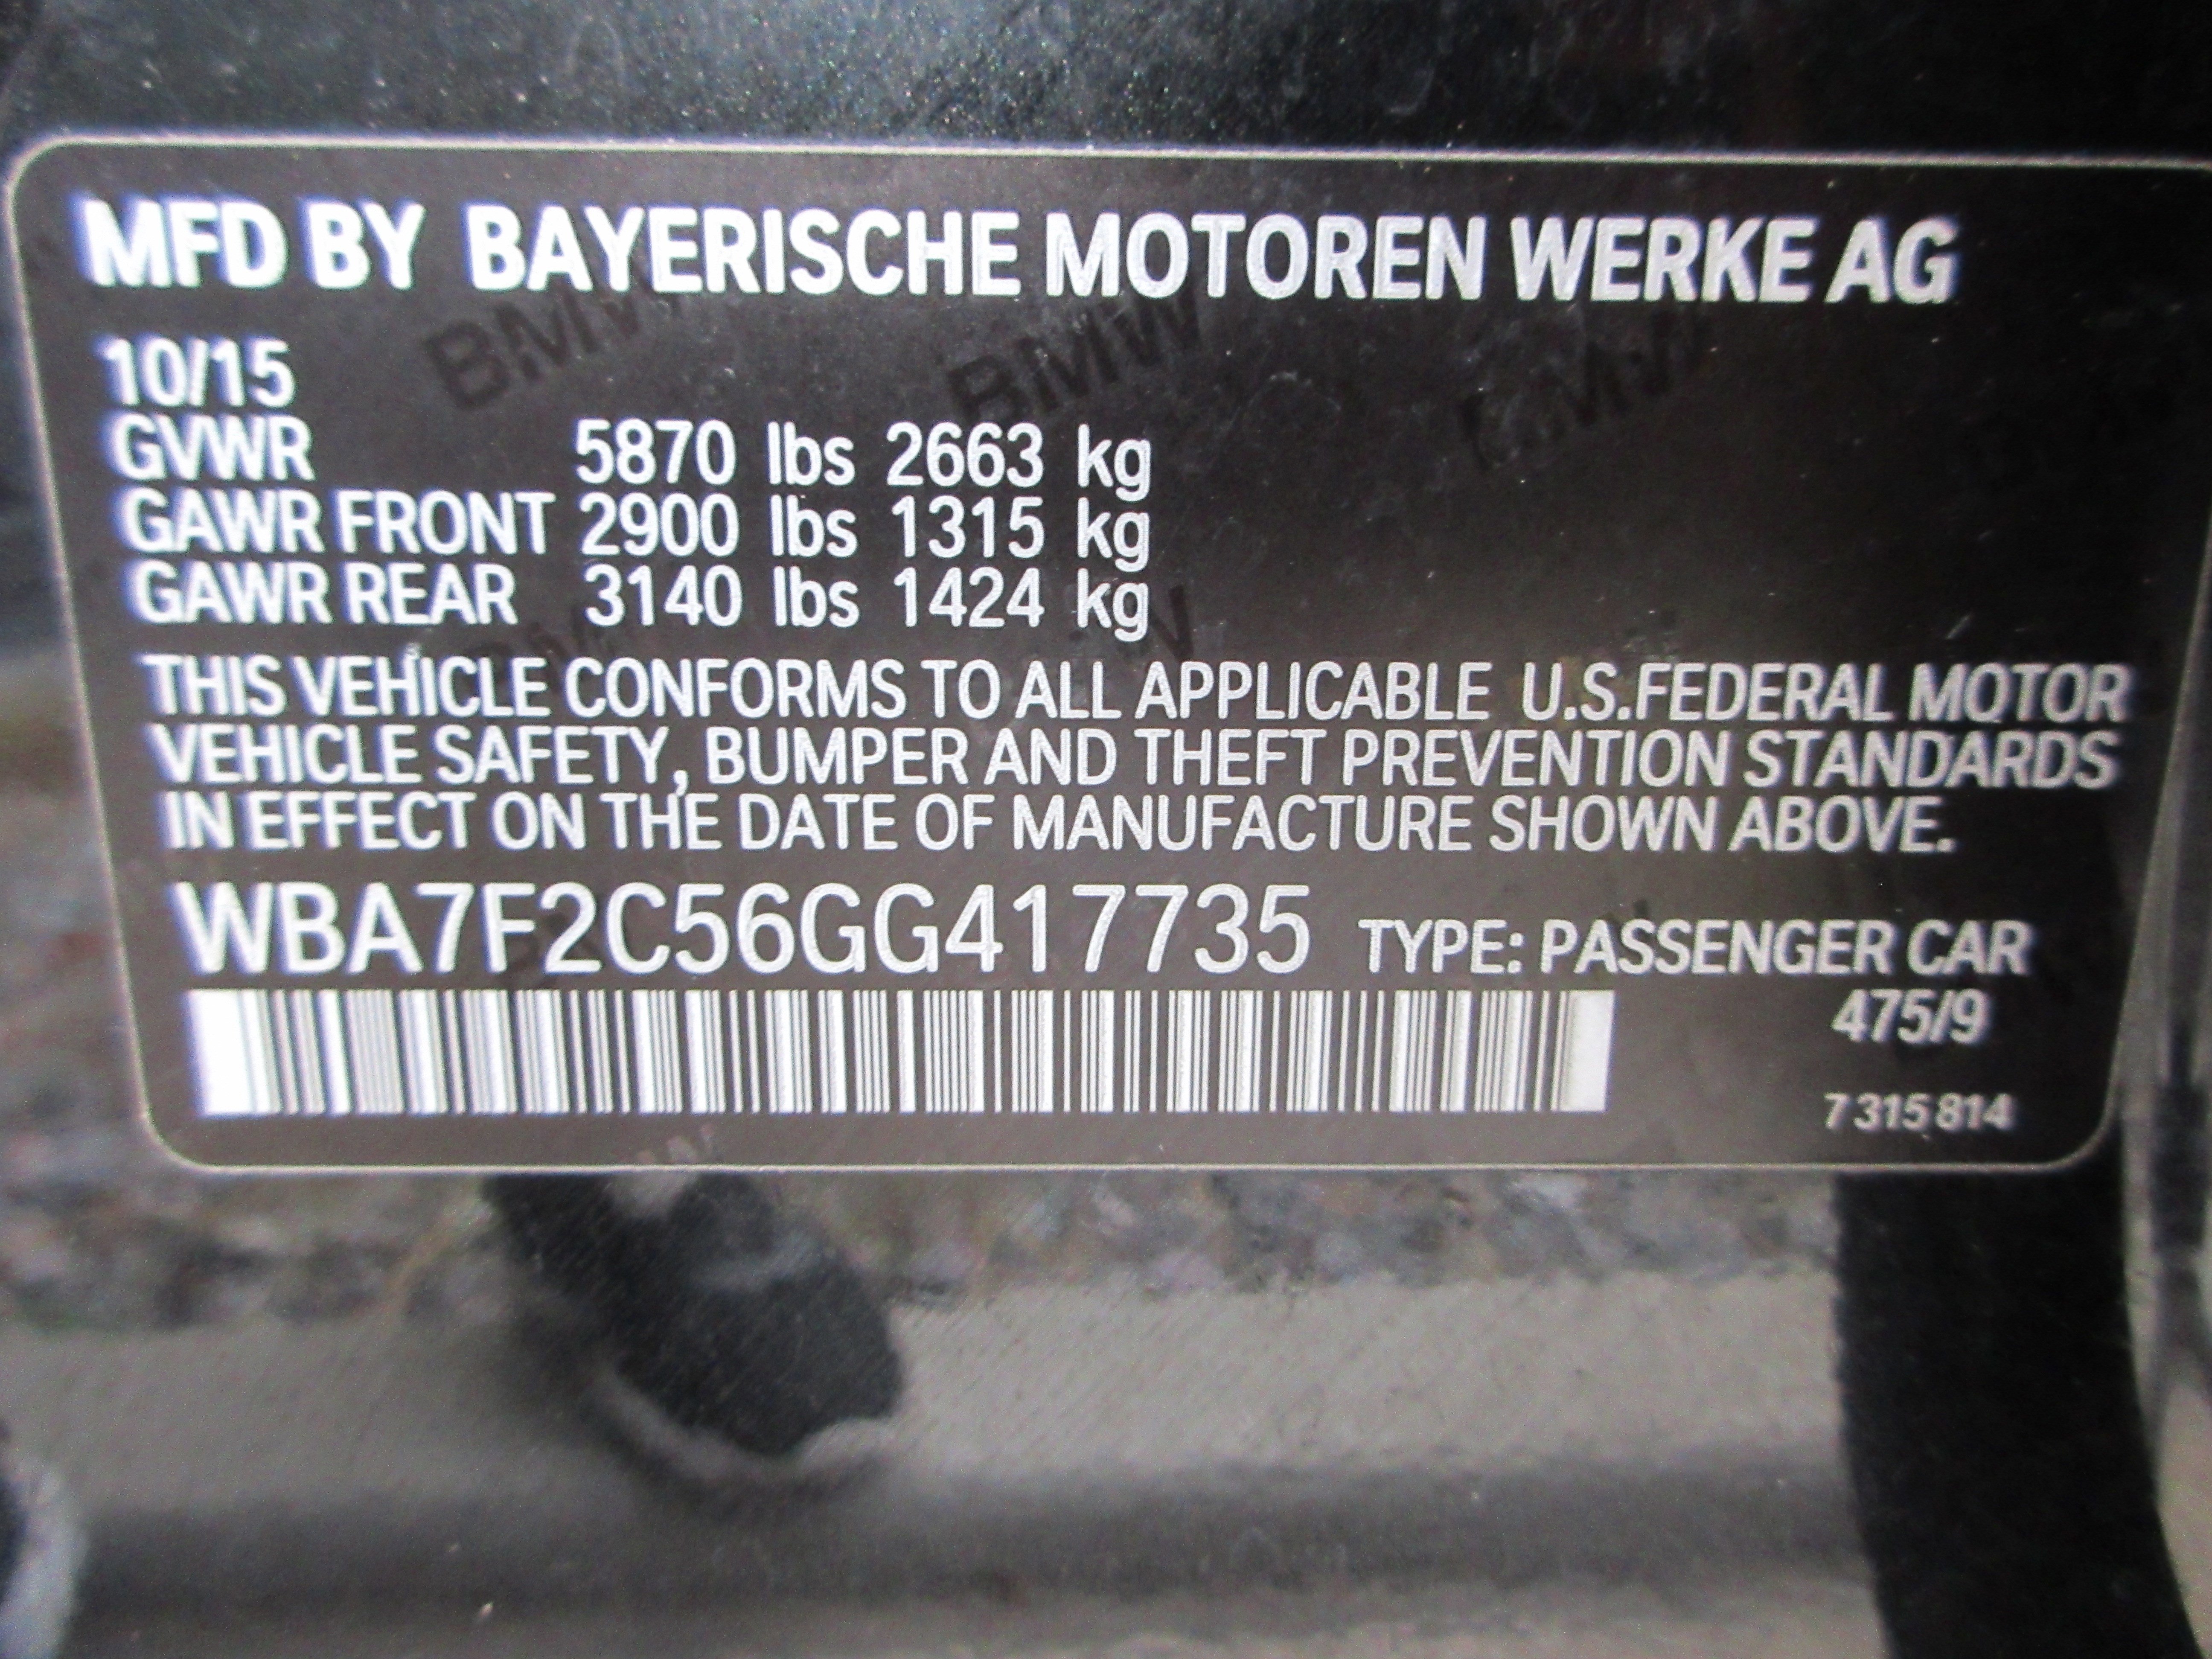 MFD BY BAYERISCHE MOTOREN WERKE AG
10/15
GVWR 5870 lbs 2663 kg
GAWR FRONT 2900 lbs 1315 kg
GAWR REAR 3140 lbs 1424 kg
THIS VEHICLE CONFORMS TO ALL APPLICABLE U.S.FEDERAL MOTOR
VEHICLE SAFETY, BUMPER AND THEFT PREVENTION STANDARDS
IN EFFECT ON THE DATE OF MANUFACTURE SHOWN ABOVE.
WBA7F2C56GG417735 TYPE: PASSENGER CAR
475/9
7 315 814
BMW BMW BMW